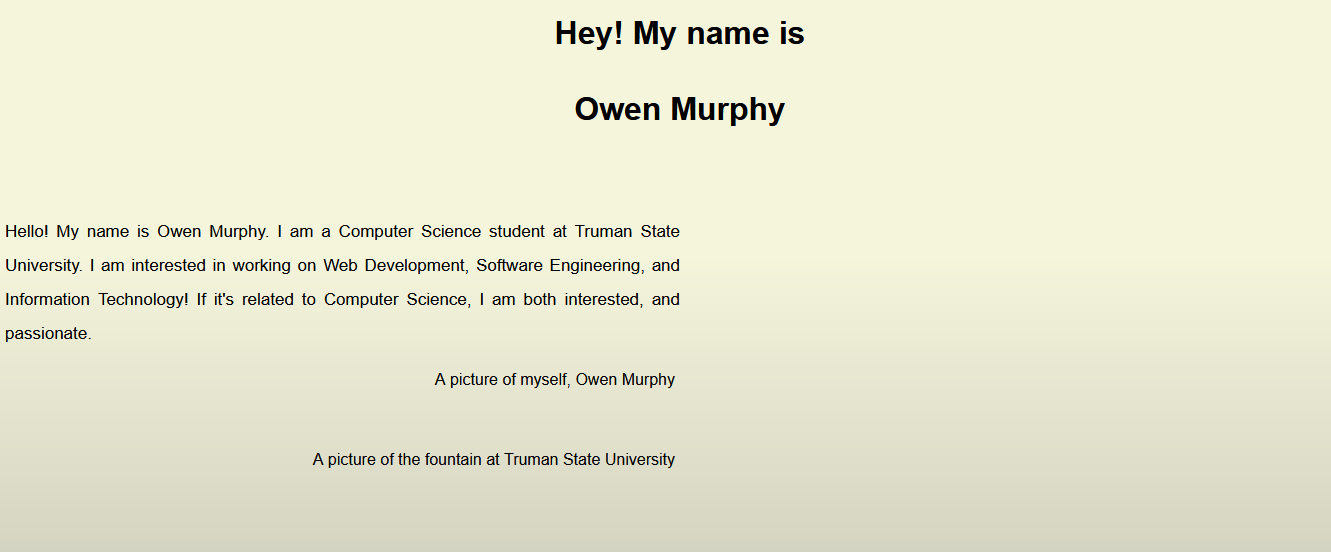 Hey! My name is
Owen Murphy
Hello! My name is Owen Murphy. I am a Computer Science student at Truman State
University. I am interested in working on Web Development, Software Engineering, and
Information Technology! If it's related to Computer Science, I am both interested, and
passionate.
A picture of myself, Owen Murphy
A picture of the fountain at Truman State University